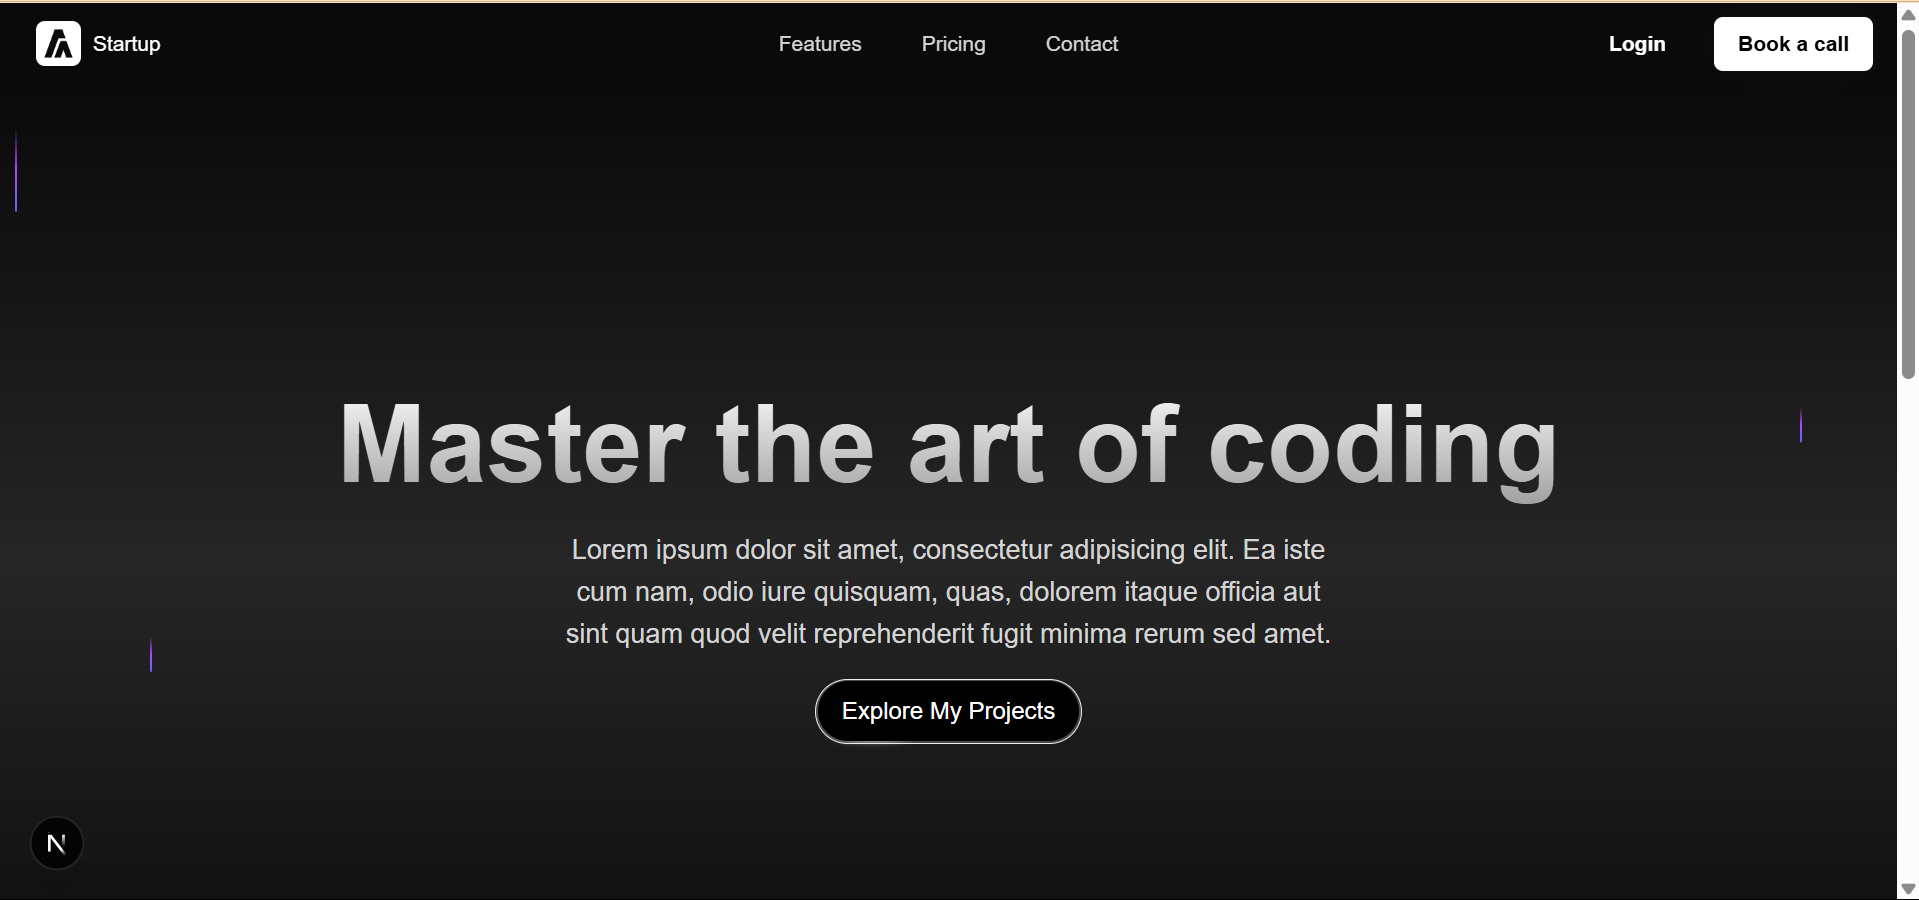 Startup
Features
Pricing
Contact
Login
Book a call
Master the art of coding
Lorem ipsum dolor sit amet, consectetur adipisicing elit. Ea iste
cum nam, odio iure quisquam, quas, dolorem itaque officia aut
sint quam quod velit reprehenderit fugit minima rerum sed amet.
Explore My Projects
N